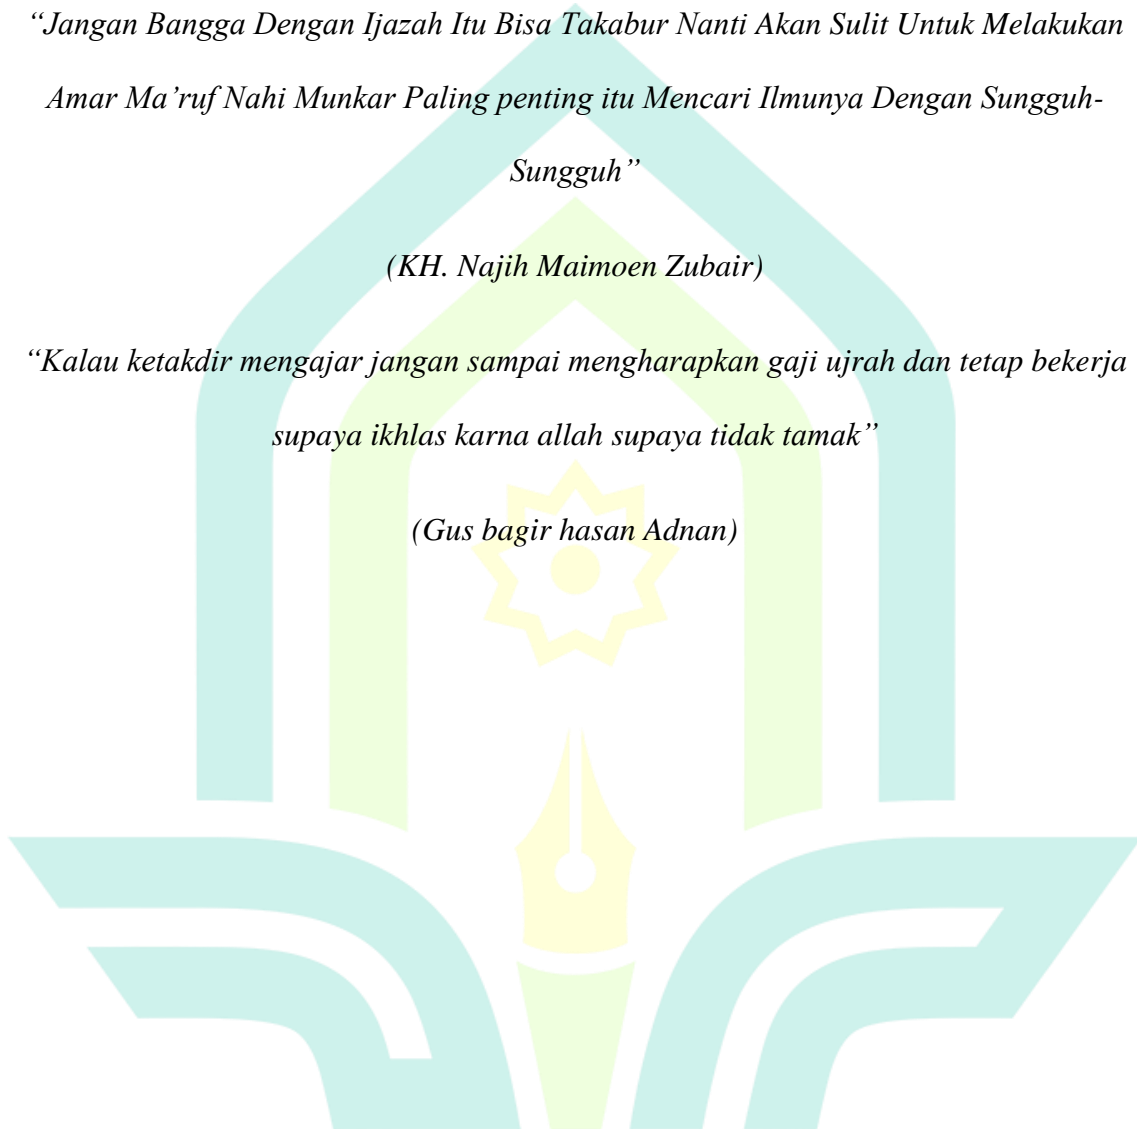 “Jangan Bangga Dengan Ijazah Itu Bisa Takabur Nanti Akan Sulit Untuk Melakukan
Amar Ma’ruf Nahi Munkar Paling penting itu Mencari Ilmunya Dengan Sungguh-
Sungguh”
(KH. Najih Maimoen Zubair)
“Kalau ketakdir mengajar jangan sampai mengharapkan gaji ujrah dan tetap bekerja
supaya ikhlas karna allah supaya tidak tamak”
(Gus bagir hasan Adnan)